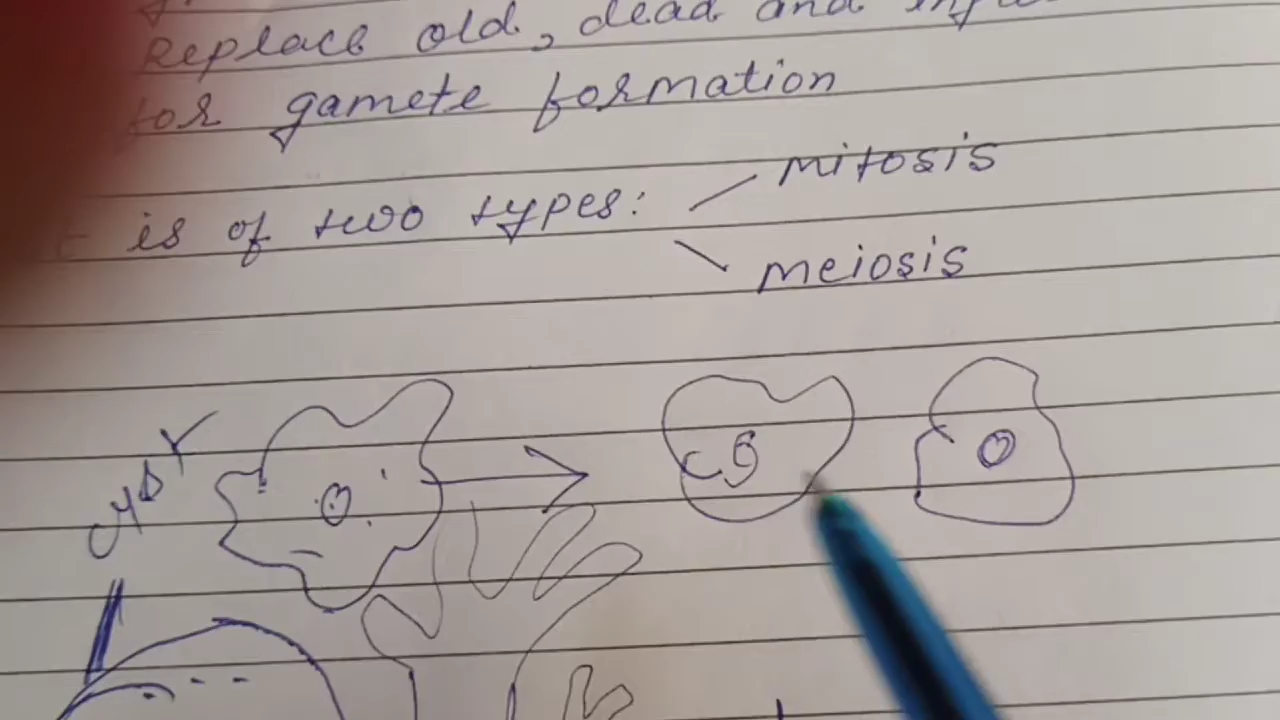 Replace old, dead and
for gamete formation
is of two types:
mitosis
meiosis